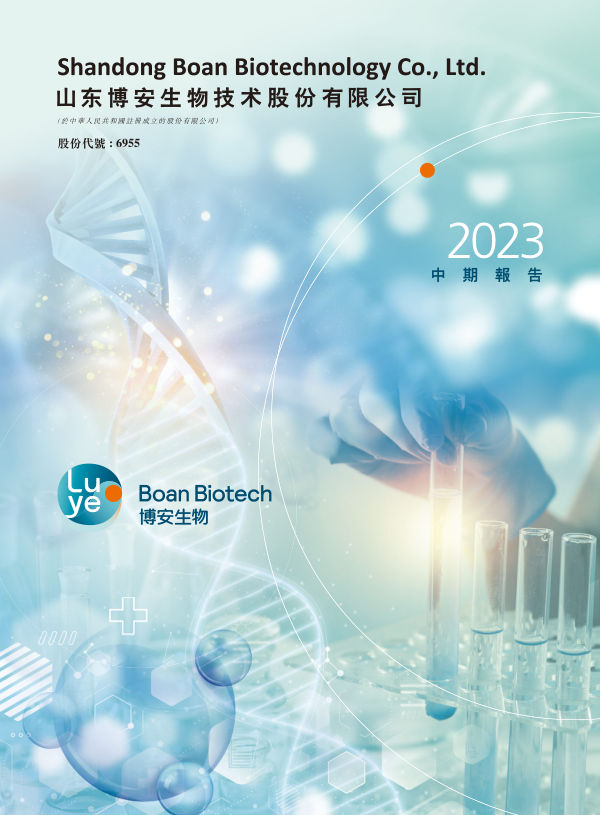 Shandong Boan Biotechnology Co., Ltd.
山东博安生物技术股份有限公司
(於中華人民共和國註冊成立的股份有限公司)
股份代號：6955
2023
中期報告
Lu
ye
Boan Biotech
博安生物